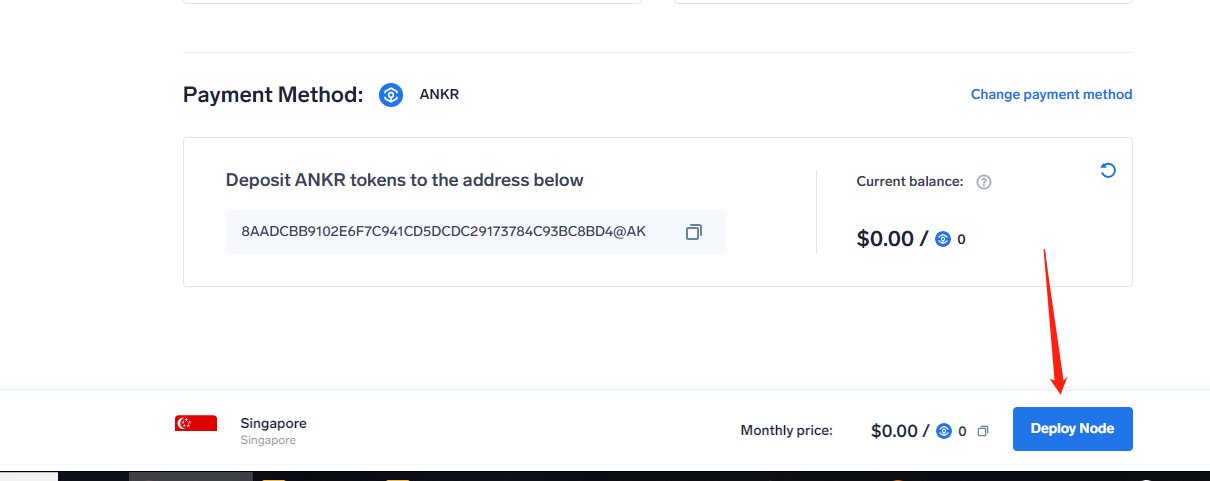 Payment Method: ANKR Change payment method
Deposit ANKR tokens to the address below
Current balance: ?
8AADCBB9102E6F7C941CD5DCDC29173784C93BC8BD4@AK
$0.00 / 0
Singapore
Singapore
Monthly price: $0.00 / 0
Deploy Node